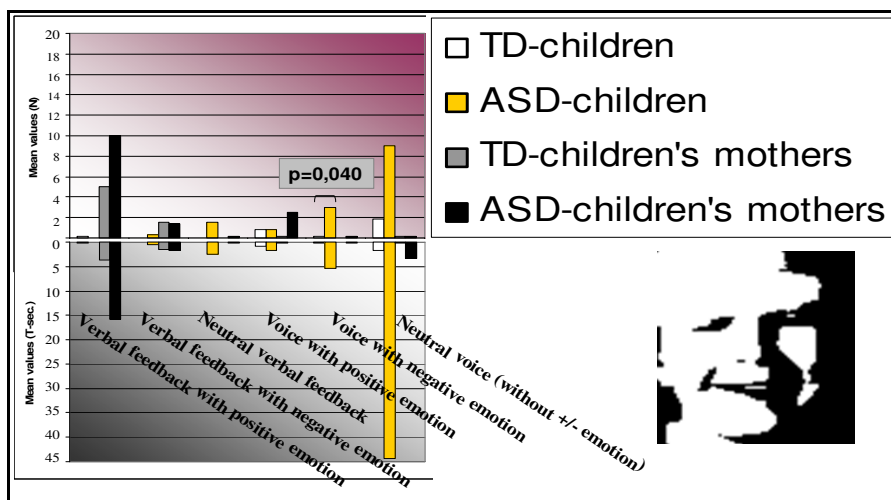 20
18
16
14
12
10
8
6
4
2
0
5
10
15
20
25
30
35
40
45
Mean values (N)
Mean values (T-sec.)
p=0,040
Verbal feedback with positive emotion
Verbal feedback with negative emotion
Neutral verbal feedback
Voice with positive emotion
Voice with negative emotion
Neutral voice (without +/- emotion)
TD-children
ASD-children
TD-children's mothers
ASD-children's mothers